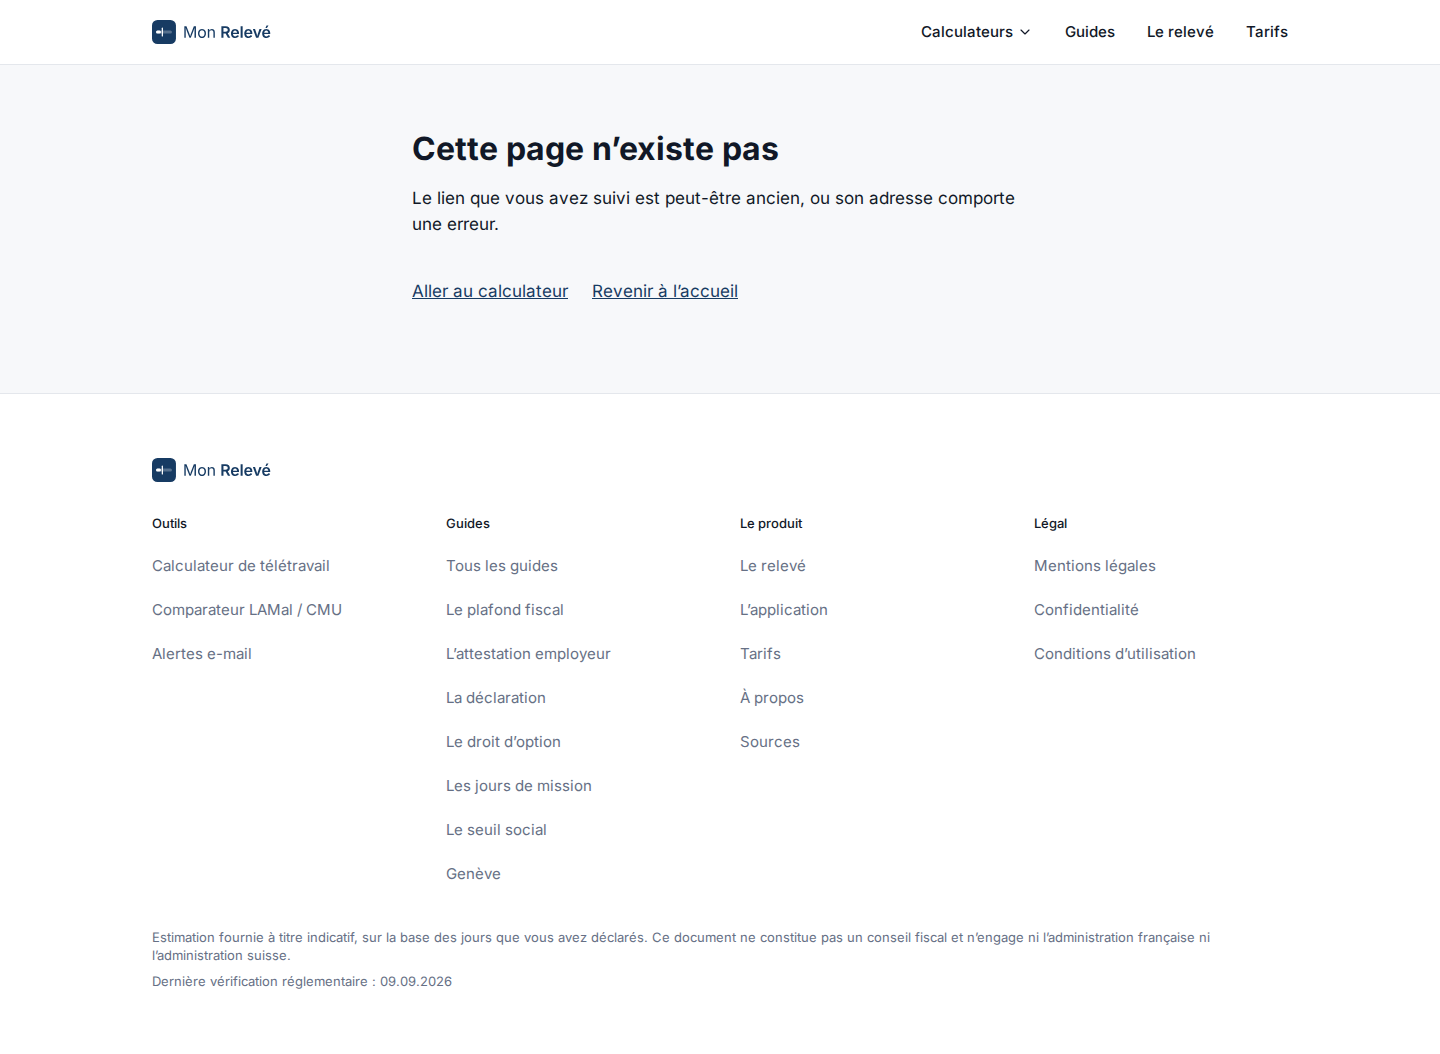 Mon Relevé
Calculateurs
Guides
Le relevé
Tarifs
Cette page n’existe pas
Le lien que vous avez suivi est peut-être ancien, ou son adresse comporte
une erreur.
Aller au calculateur
Revenir à l’accueil
Mon Relevé
Outils
Calculateur de télétravail
Comparateur LAMal / CMU
Alertes e-mail
Guides
Tous les guides
Le plafond fiscal
L’attestation employeur
La déclaration
Le droit d’option
Les jours de mission
Le seuil social
Genève
Le produit
Le relevé
L’application
Tarifs
À propos
Sources
Légal
Mentions légales
Confidentialité
Conditions d’utilisation
Estimation fournie à titre indicatif, sur la base des jours que vous avez déclarés. Ce document ne constitue pas un conseil fiscal et n’engage ni l’administration française ni
l’administration suisse.
Dernière vérification réglementaire : 09.09.2026